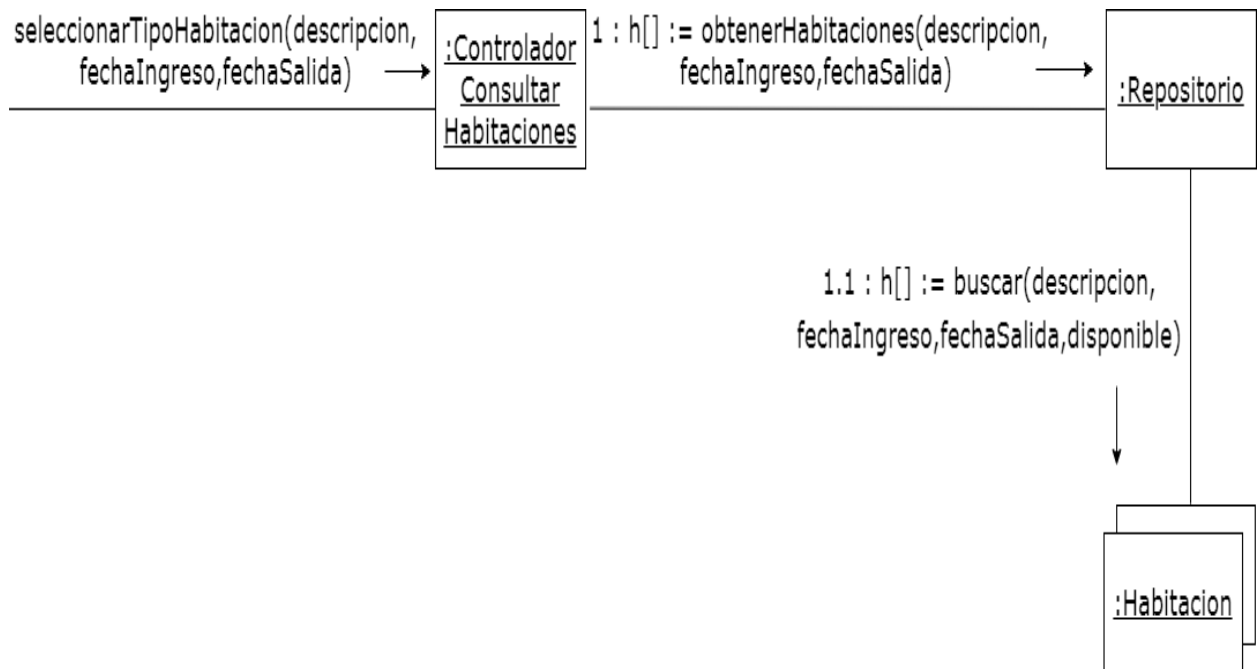 seleccionarTipoHabitacion(descripcion,
fechaIngreso,fechaSalida)
:Controlador
Consultar
Habitaciones
1 : h[] := obtenerHabitaciones(descripcion,
fechaIngreso,fechaSalida)
:Repositorio
1.1 : h[] := buscar(descripcion,
fechaIngreso,fechaSalida,disponible)
:Habitacion